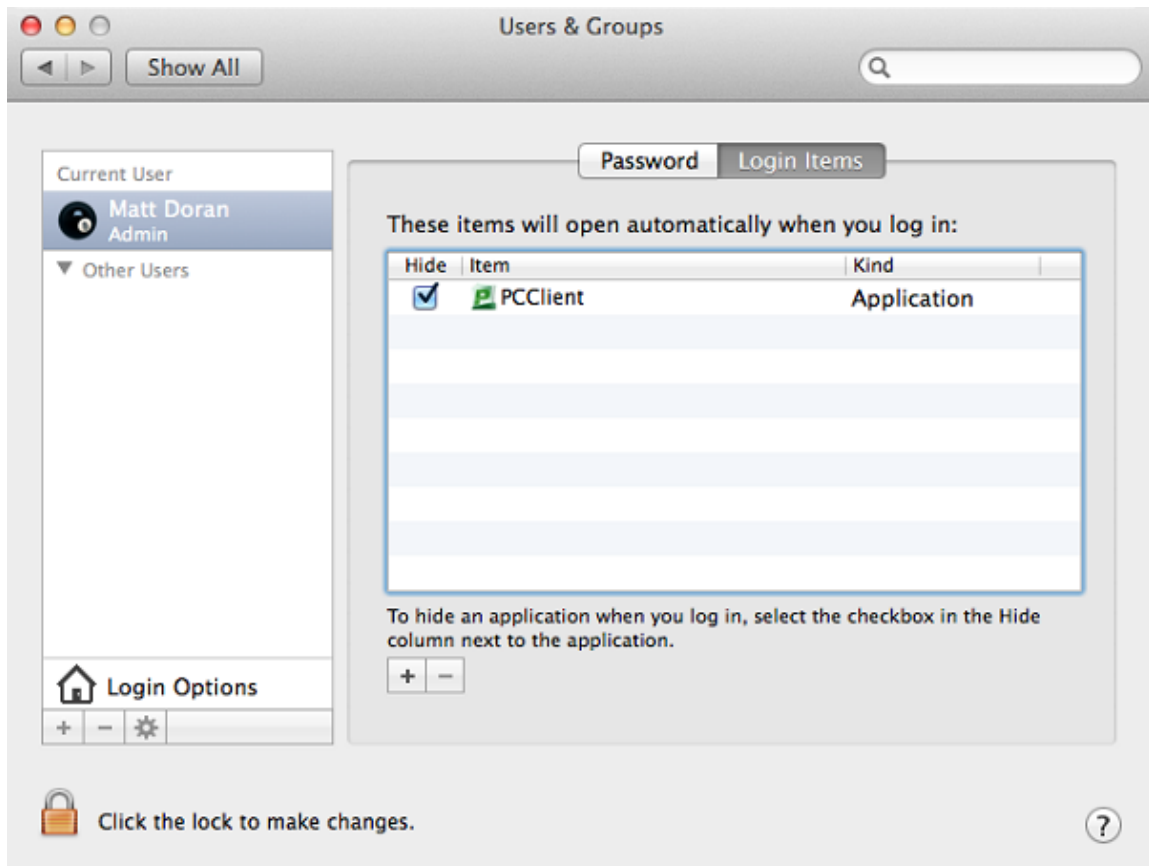 Users & Groups
Show All
Current User
Matt Doran
Admin
Other Users
Login Options
Password
Login Items
These items will open automatically when you log in:
Hide Item Kind
PCClient Application
To hide an application when you log in, select the checkbox in the Hide
column next to the application.
+ −
+ −
Click the lock to make changes.
?